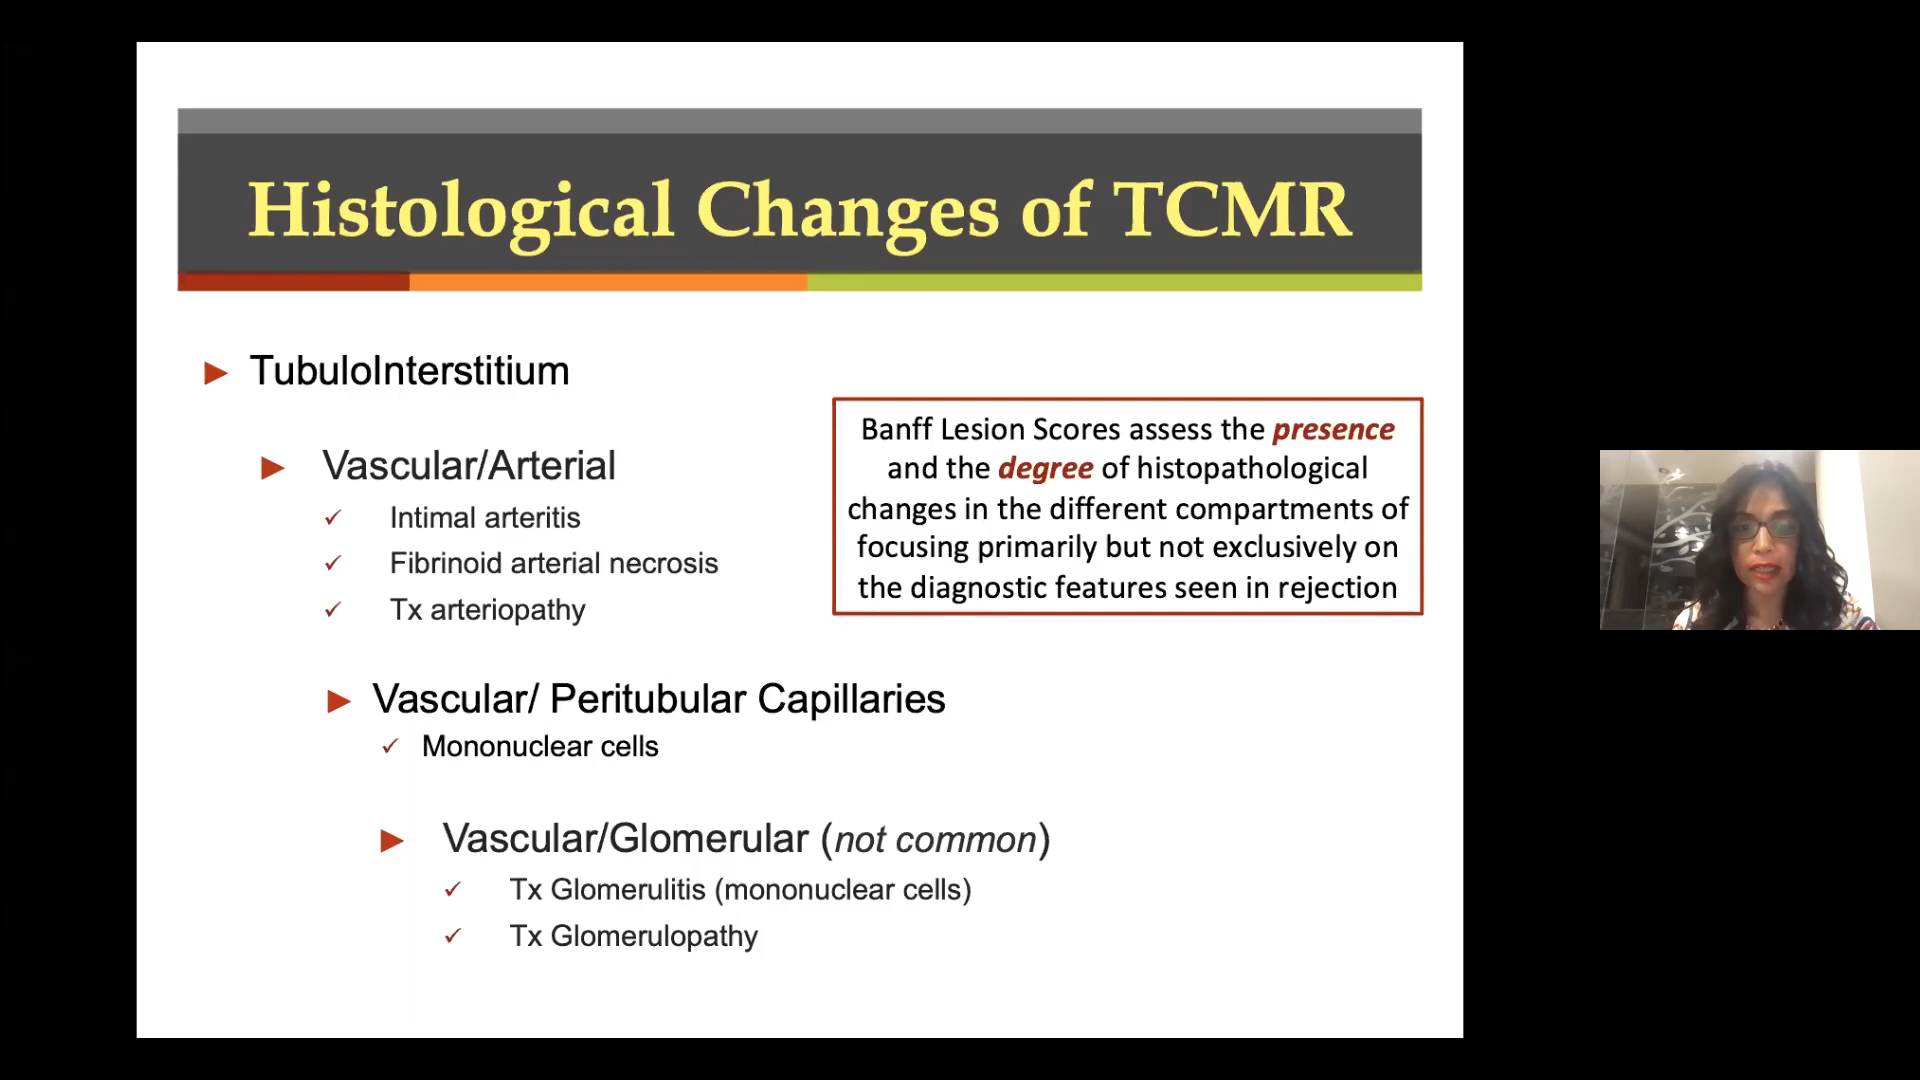 Histological Changes of TCMR
TubuloInterstitium
Vascular/Arterial
Intimal arteritis
Fibrinoid arterial necrosis
Tx arteriopathy
Banff Lesion Scores assess the presence
and the degree of histopathological
changes in the different compartments of
focusing primarily but not exclusively on
the diagnostic features seen in rejection
Vascular/ Peritubular Capillaries
Mononuclear cells
Vascular/Glomerular (not common)
Tx Glomerulitis (mononuclear cells)
Tx Glomerulopathy